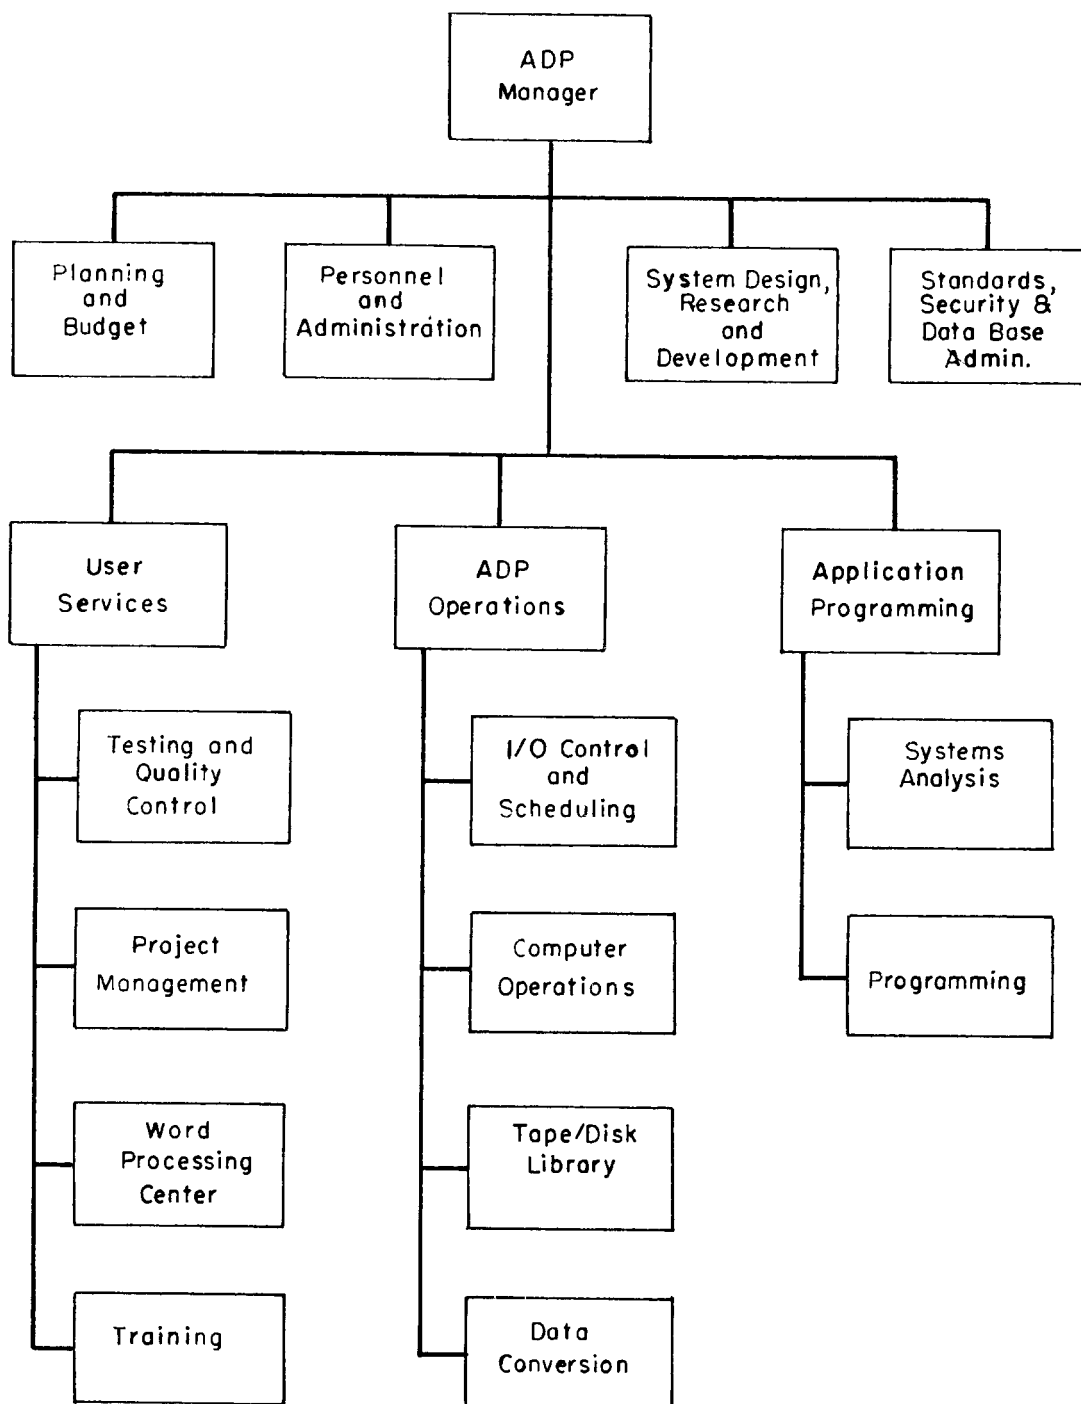 ADP
Manager
Planning
and
Budget
Personnel
and
Administration
System Design,
Research
and
Development
Standards,
Security &
Data Base
Admin.
User
Services
ADP
Operations
Application
Programming
Testing and
Quality
Control
I/O Control
and
Scheduling
Systems
Analysis
Project
Management
Computer
Operations
Programming
Word
Processing
Center
Tape/Disk
Library
Training
Data
Conversion